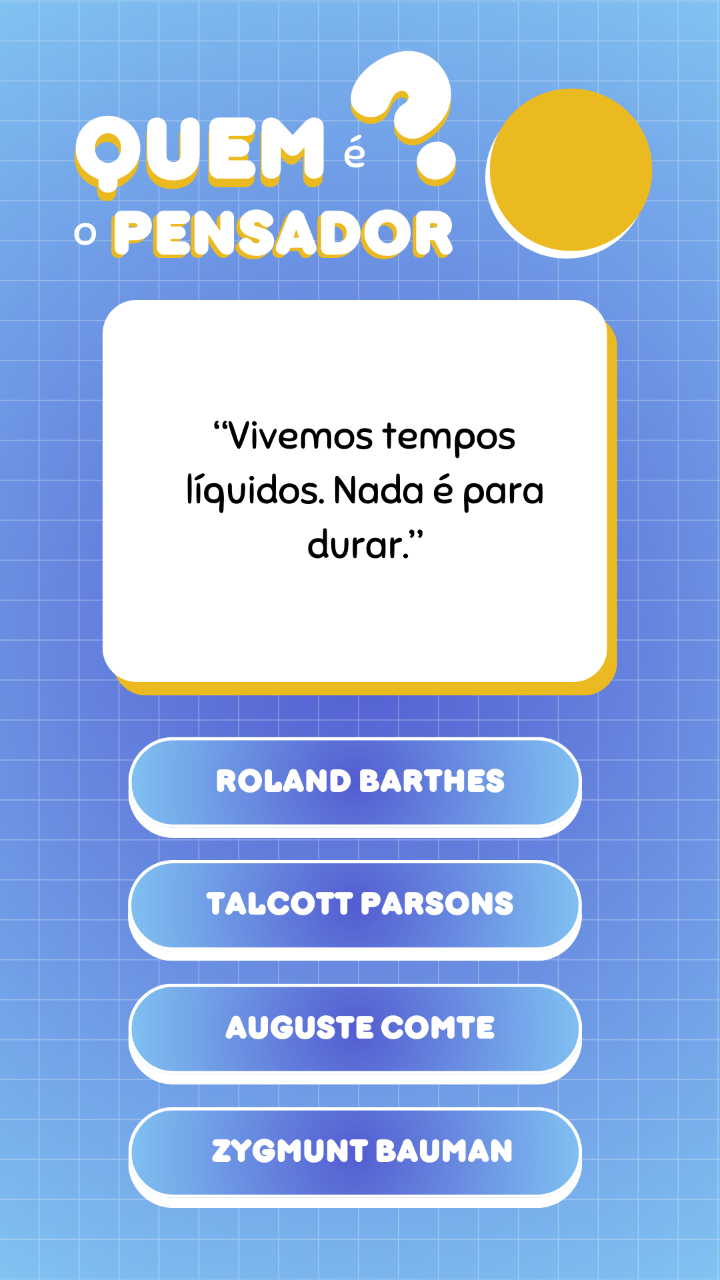 QUEM é ?
o PENSADOR
“Vivemos tempos
líquidos. Nada é para
durar.”
ROLAND BARTHES
TALCOTT PARSONS
AUGUSTE COMTE
ZYGMUNT BAUMAN